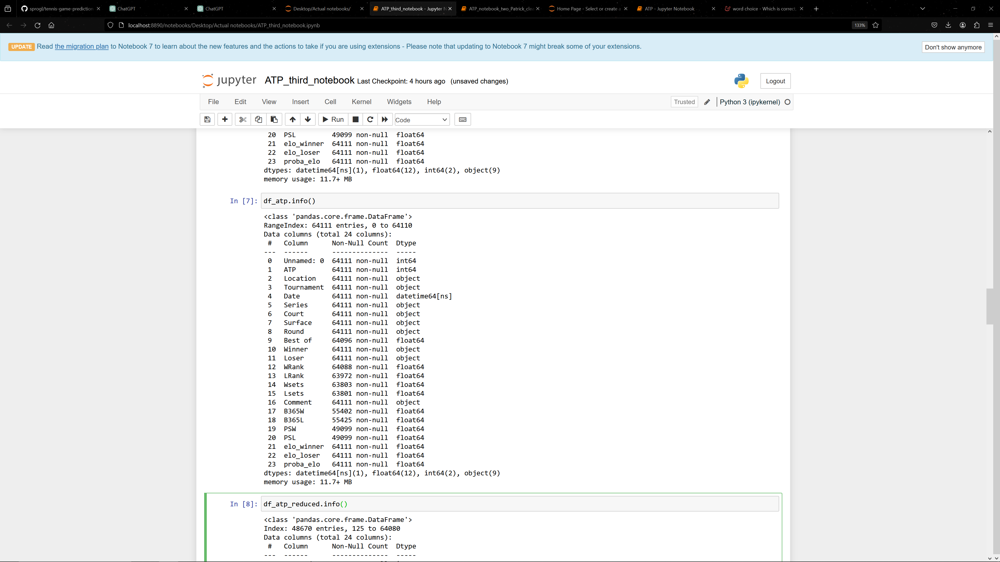 sprogl/tennis-game-prediction
ChatGPT
ChatGPT
Desktop/Actual notebooks/
ATP_third_notebook - Jupyter N
ATP_notebook_two_Patrick_clea
Home Page - Select or create a
ATP - Jupyter Notebook
word choice - Which is correct,
localhost:8890/notebooks/Desktop/Actual notebooks/ATP_third_notebook.ipynb
133%
UPDATE Read the migration plan to Notebook 7 to learn about the new features and the actions to take if you are using extensions - Please note that updating to Notebook 7 might break some of your extensions.
Don't show anymore
jupyter ATP_third_notebook Last Checkpoint: 4 hours ago (unsaved changes)
Logout
File Edit View Insert Cell Kernel Widgets Help
Trusted Python 3 (ipykernel)
Run Code
20 PSL 49099 non-null float64
21 elo_winner 64111 non-null float64
22 elo_loser 64111 non-null float64
23 proba_elo 64111 non-null float64
dtypes: datetime64[ns](1), float64(12), int64(2), object(9)
memory usage: 11.7+ MB
In [7]: df_atp.info()
<class 'pandas.core.frame.DataFrame'>
RangeIndex: 64111 entries, 0 to 64110
Data columns (total 24 columns):
# Column Non-Null Count Dtype
--- ------ -------------- -----
0 Unnamed: 0 64111 non-null int64
1 ATP 64111 non-null int64
2 Location 64111 non-null object
3 Tournament 64111 non-null object
4 Date 64111 non-null datetime64[ns]
5 Series 64111 non-null object
6 Court 64111 non-null object
7 Surface 64111 non-null object
8 Round 64111 non-null object
9 Best of 64096 non-null float64
10 Winner 64111 non-null object
11 Loser 64111 non-null object
12 WRank 64088 non-null float64
13 LRank 63972 non-null float64
14 Wsets 63803 non-null float64
15 Lsets 63801 non-null float64
16 Comment 64111 non-null object
17 B365W 55402 non-null float64
18 B365L 55425 non-null float64
19 PSW 49099 non-null float64
20 PSL 49099 non-null float64
21 elo_winner 64111 non-null float64
22 elo_loser 64111 non-null float64
23 proba_elo 64111 non-null float64
dtypes: datetime64[ns](1), float64(12), int64(2), object(9)
memory usage: 11.7+ MB
In [8]: df_atp_reduced.info()
<class 'pandas.core.frame.DataFrame'>
Index: 48670 entries, 125 to 64080
Data columns (total 24 columns):
# Column Non-Null Count Dtype
--- ------ -------------- -----